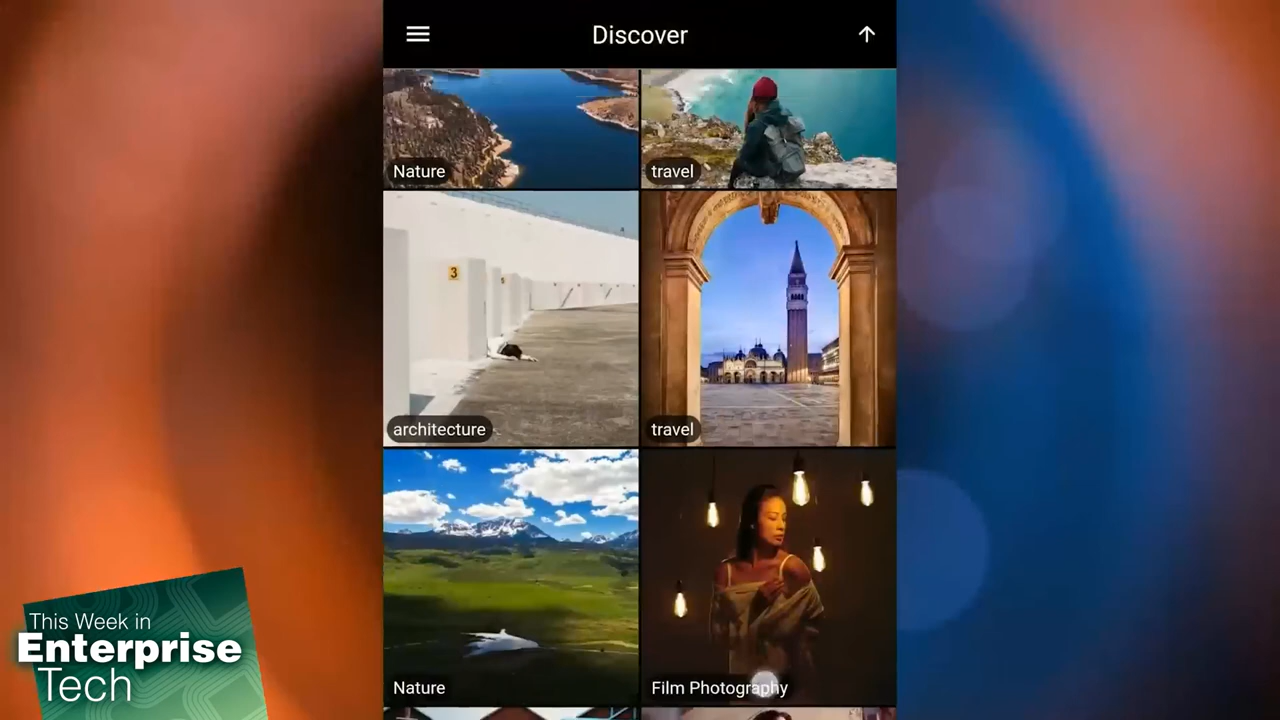 Discover
Nature
travel
3
architecture
travel
Nature
Film Photography
This Week in
Enterprise
Tech